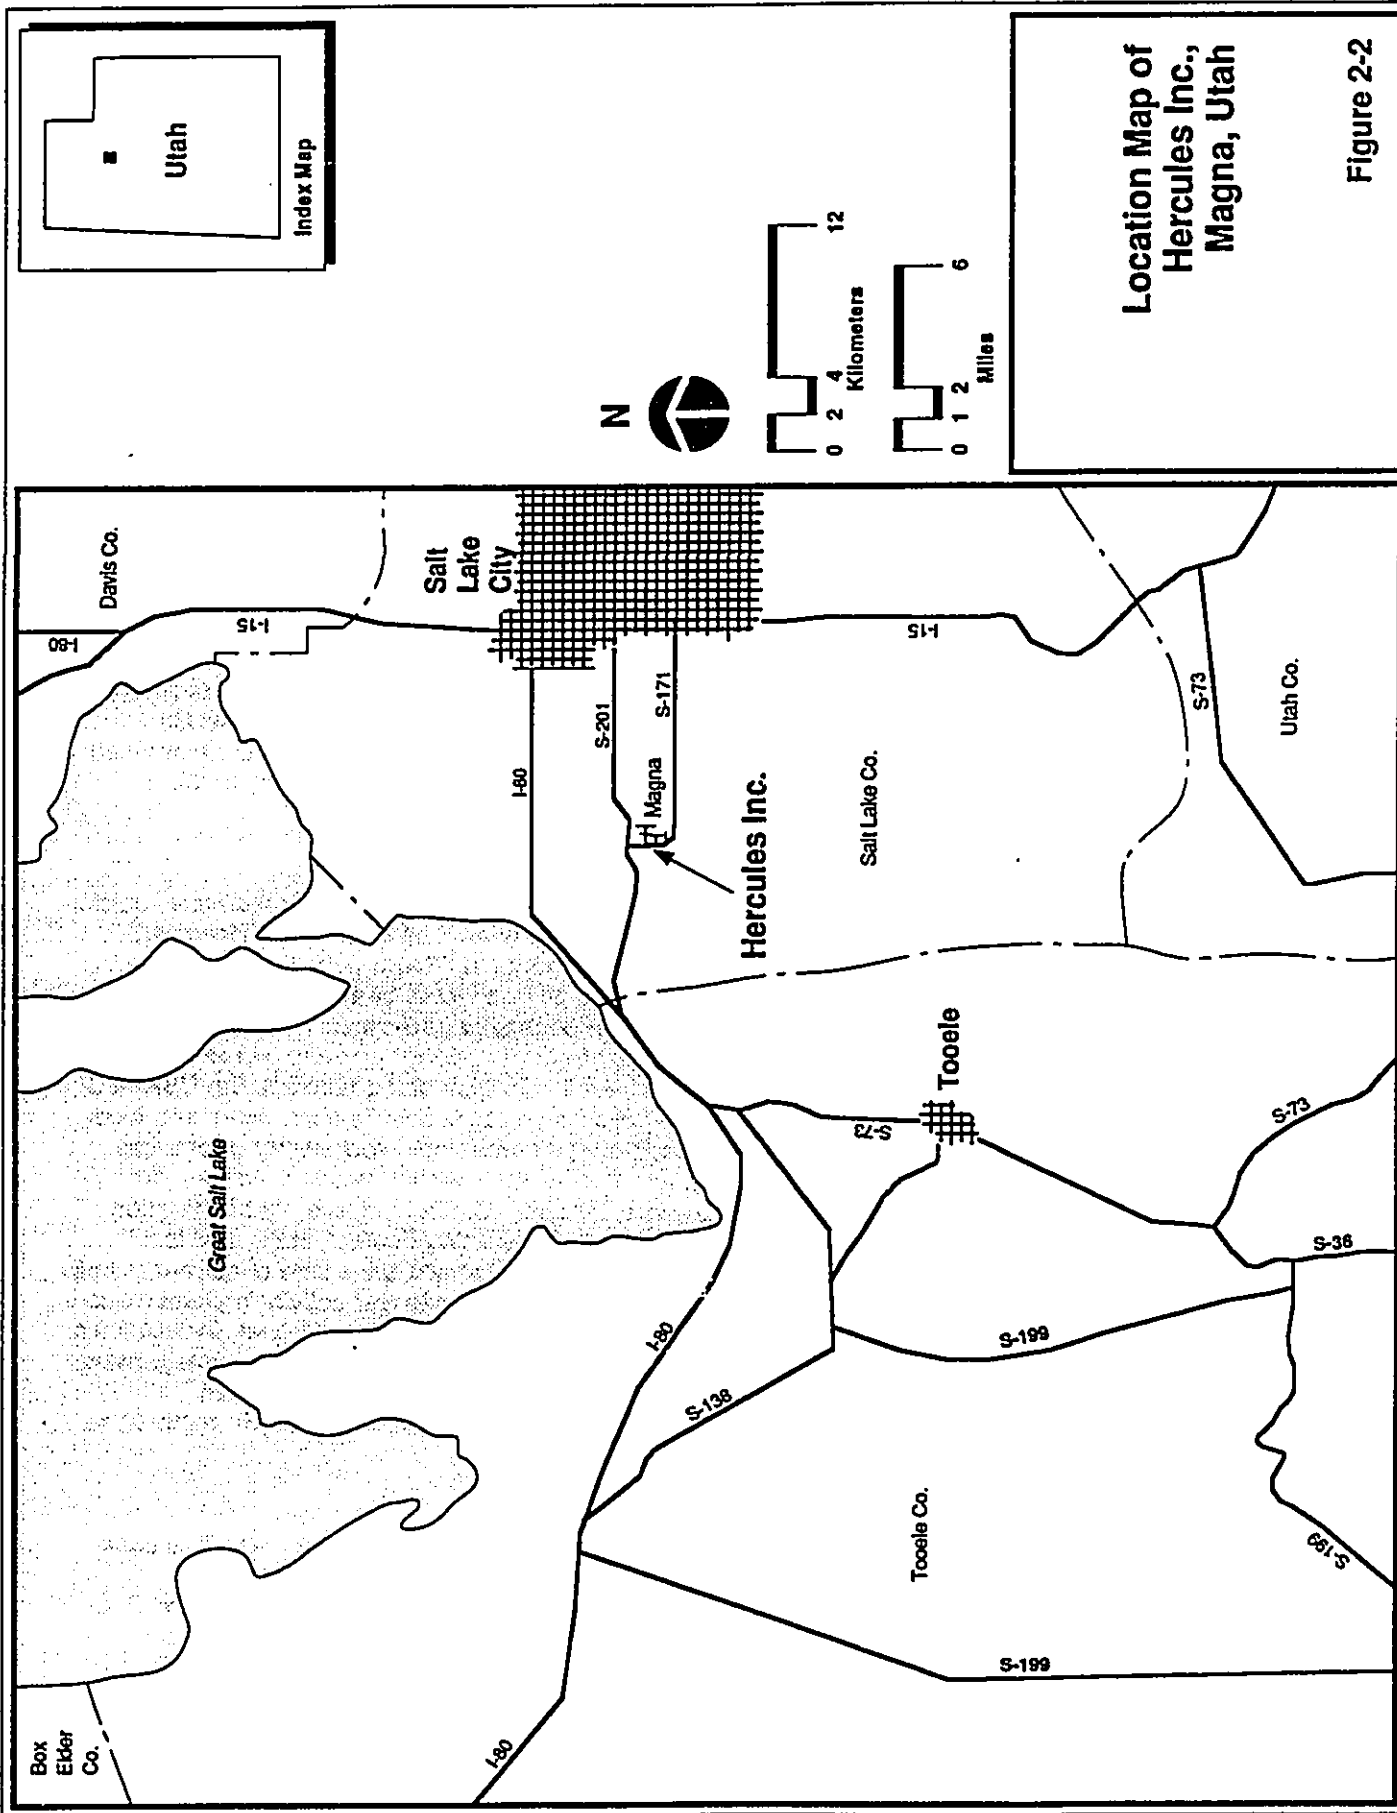 Box
Elder
Co.
Great Salt Lake
I-80
Davis Co.
I-15
Salt
Lake
City
I-80
S-201
S-171
Magna
Hercules Inc.
I-80
S-138
S-73
Tooele
Salt Lake Co.
I-15
I-80
Tooele Co.
S-199
S-199
S-199
S-36
S-73
S-73
Utah Co.
Utah
Index Map
N
0 2 4 12
Kilometers
0 1 2 6
Miles
Location Map of
Hercules Inc.,
Magna, Utah
Figure 2-2